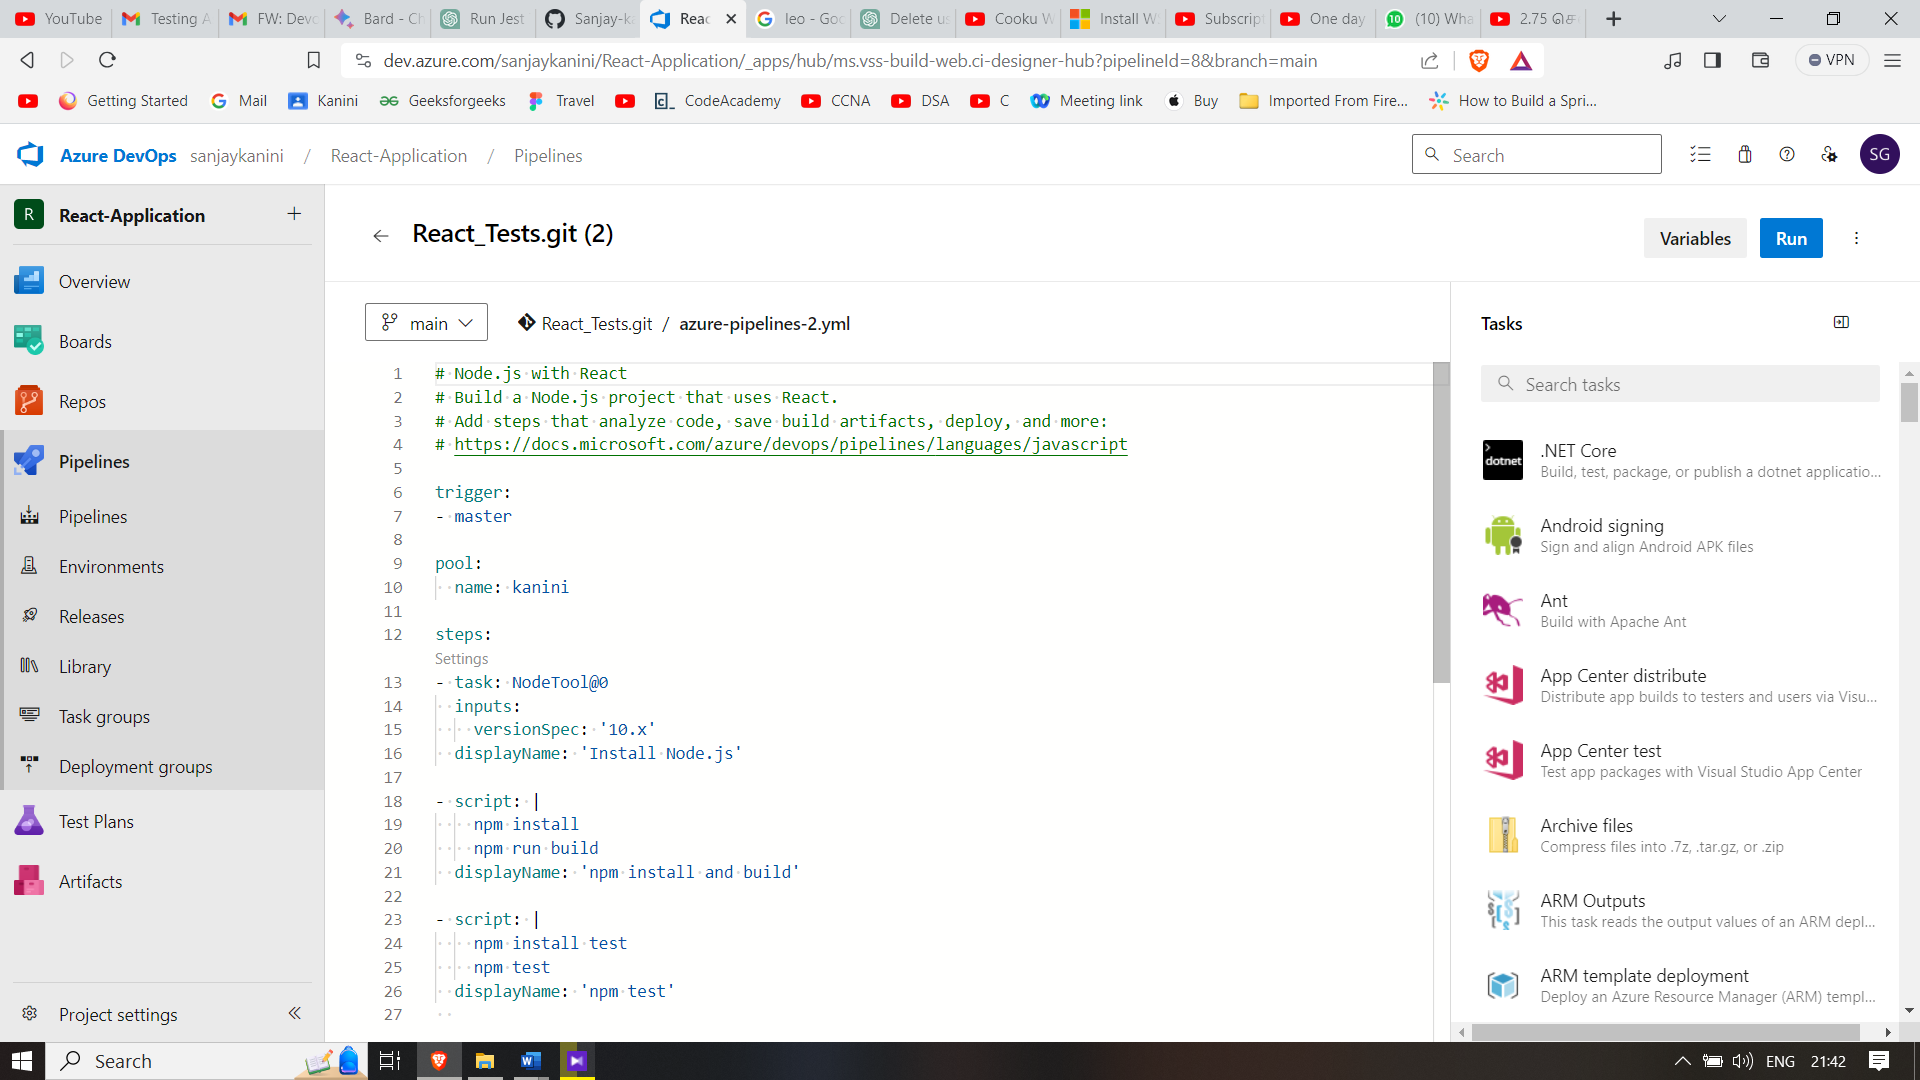 YouTube
Testing A
FW: Devo
Bard - Ch
Run Jest
Sanjay-ka
Reac
leo - Goo
Delete us
Cooku W
Install W
Subscript
One day
(10) Wha
dev.azure.com/sanjaykanini/React-Application/_apps/hub/ms.vss-build-web.ci-designer-hub?pipelineId=8&branch=main
VPN
Getting Started
Mail
Kanini
Geeksforgeeks
Travel
CodeAcademy
CCNA
DSA
C
Meeting link
Buy
Imported From Fire...
How to Build a Spri...
Azure DevOps
sanjaykanini / React-Application / Pipelines
Search
SG
R
React-Application
Overview
Boards
Repos
Pipelines
Pipelines
Environments
Releases
Library
Task groups
Deployment groups
Test Plans
Artifacts
Project settings
React_Tests.git (2)
Variables
Run
main
React_Tests.git / azure-pipelines-2.yml
1 # Node.js with React
2 # Build a Node.js project that uses React.
3 # Add steps that analyze code, save build artifacts, deploy, and more:
4 # https://docs.microsoft.com/azure/devops/pipelines/languages/javascript
5
6 trigger:
7 - master
8
9 pool:
10 name: kanini
11
12 steps:
Settings
13 - task: NodeTool@0
14 inputs:
15 versionSpec: '10.x'
16 displayName: 'Install Node.js'
17
18 - script: |
19 npm install
20 npm run build
21 displayName: 'npm install and build'
22
23 - script: |
24 npm install test
25 npm test
26 displayName: 'npm test'
27
Tasks
Search tasks
dotnet
.NET Core
Build, test, package, or publish a dotnet applicatio...
Android signing
Sign and align Android APK files
Ant
Build with Apache Ant
App Center distribute
Distribute app builds to testers and users via Visu...
App Center test
Test app packages with Visual Studio App Center
Archive files
Compress files into .7z, .tar.gz, or .zip
ARM Outputs
This task reads the output values of an ARM depl...
ARM template deployment
Deploy an Azure Resource Manager (ARM) templ...
Search
ENG
21:42